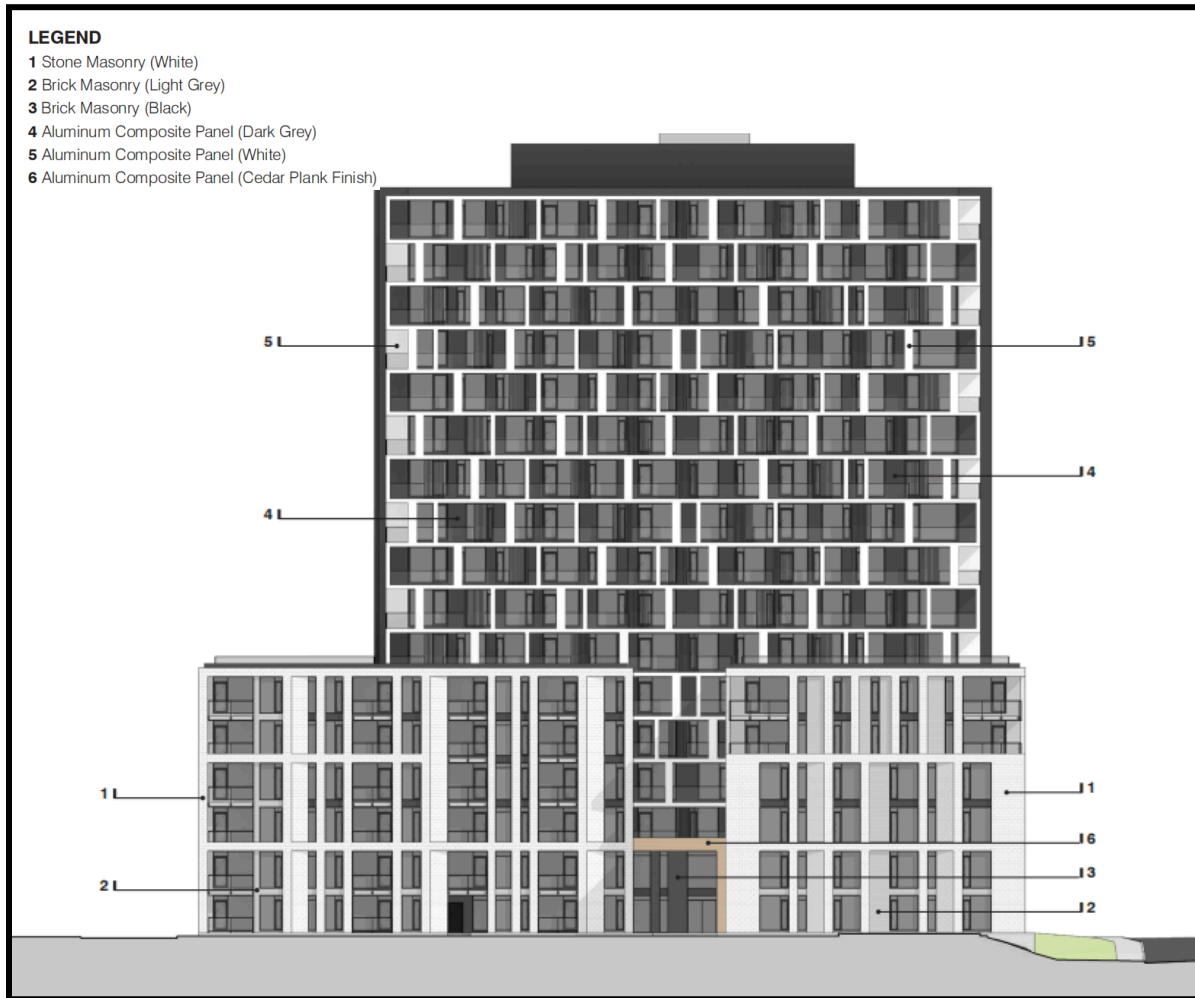 LEGEND
1 Stone Masonry (White)
2 Brick Masonry (Light Grey)
3 Brick Masonry (Black)
4 Aluminum Composite Panel (Dark Grey)
5 Aluminum Composite Panel (White)
6 Aluminum Composite Panel (Cedar Plank Finish)
5
5
4
4
1
1
6
3
2
2